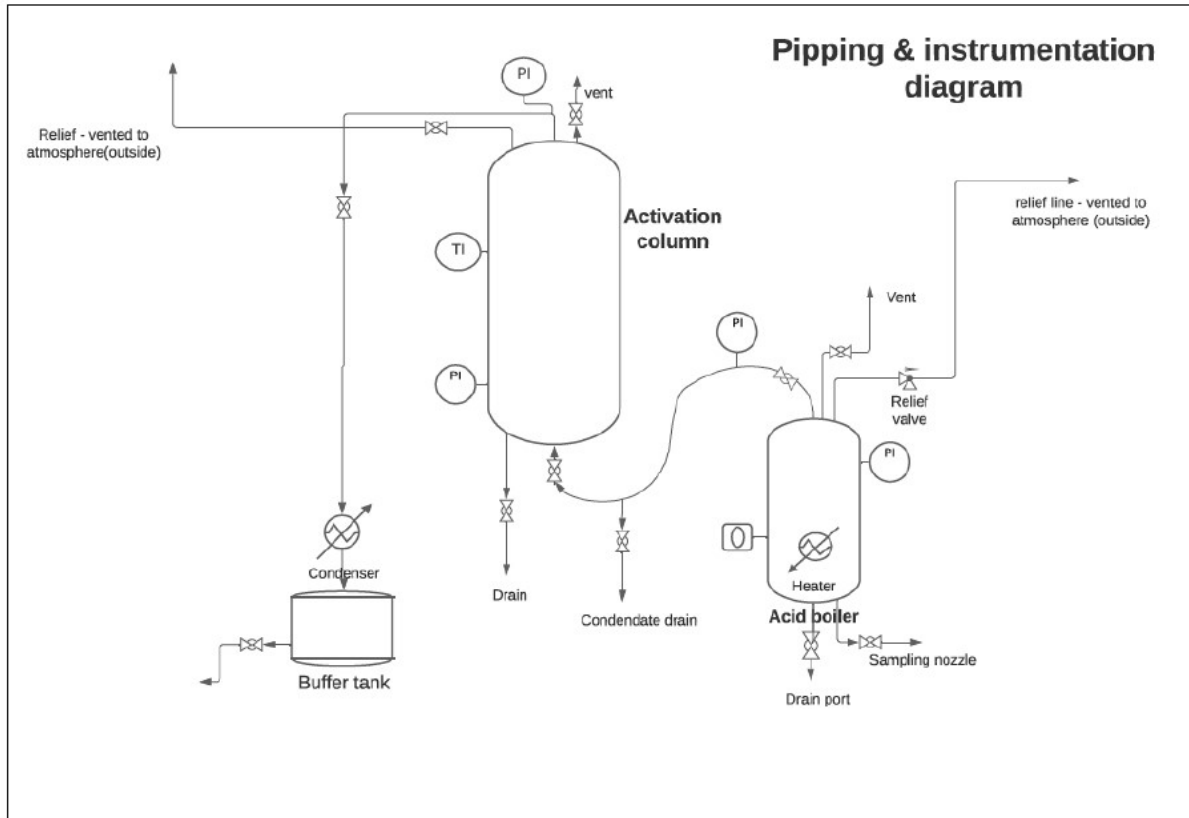 Pipping & instrumentation
diagram
PI
vent
Relief - vented to
atmosphere(outside)
Activation
column
TI
PI
relief line - vented to
atmosphere (outside)
PI
Vent
Relief
valve
PI
Condenser
Heater
Drain
Condendate drain
Acid boiler
Sampling nozzle
Buffer tank
Drain port